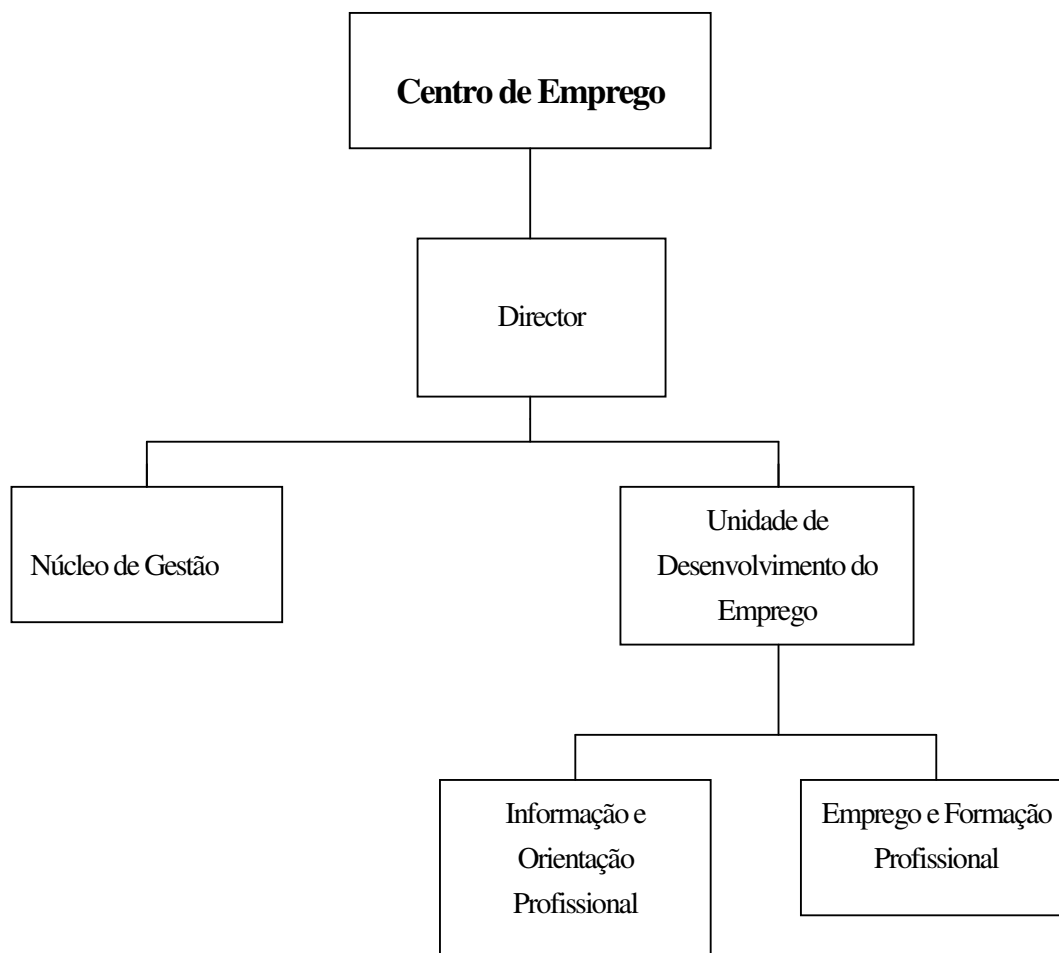 Centro de Emprego
Director
Núcleo de Gestão
Unidade de
Desenvolvimento do
Emprego
Informação e
Orientação
Profissional
Emprego e Formação
Profissional